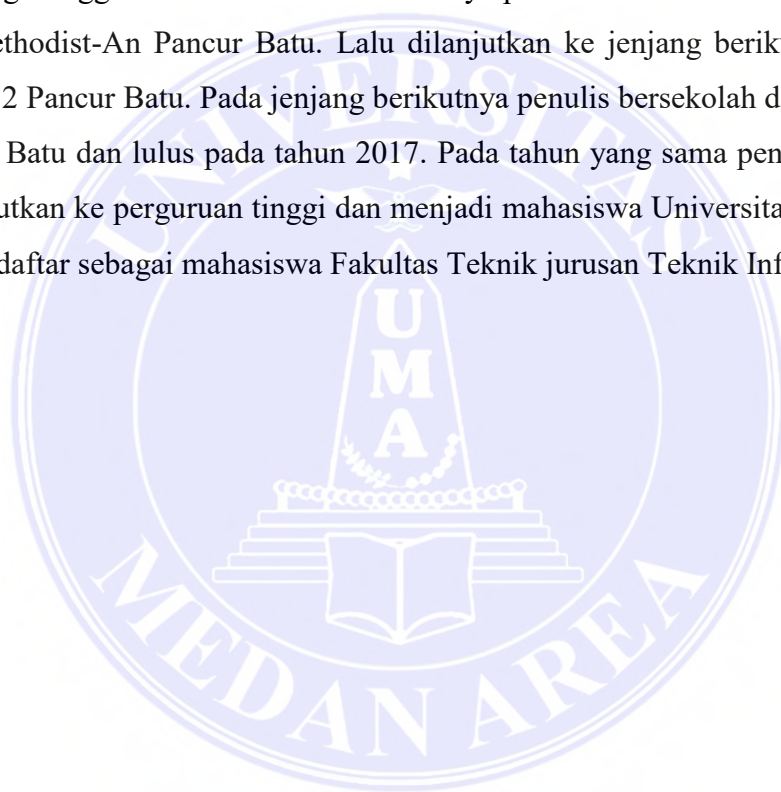 ethodist-An Pancur Batu. Lalu dilanjutkan ke jenjang beriku
2 Pancur Batu. Pada jenjang berikutnya penulis bersekolah d
Batu dan lulus pada tahun 2017. Pada tahun yang sama pen
utkan ke perguruan tinggi dan menjadi mahasiswa Universita
daftar sebagai mahasiswa Fakultas Teknik jurusan Teknik Inf
UNIVERSITAS
U
M
A
MEDAN AREA